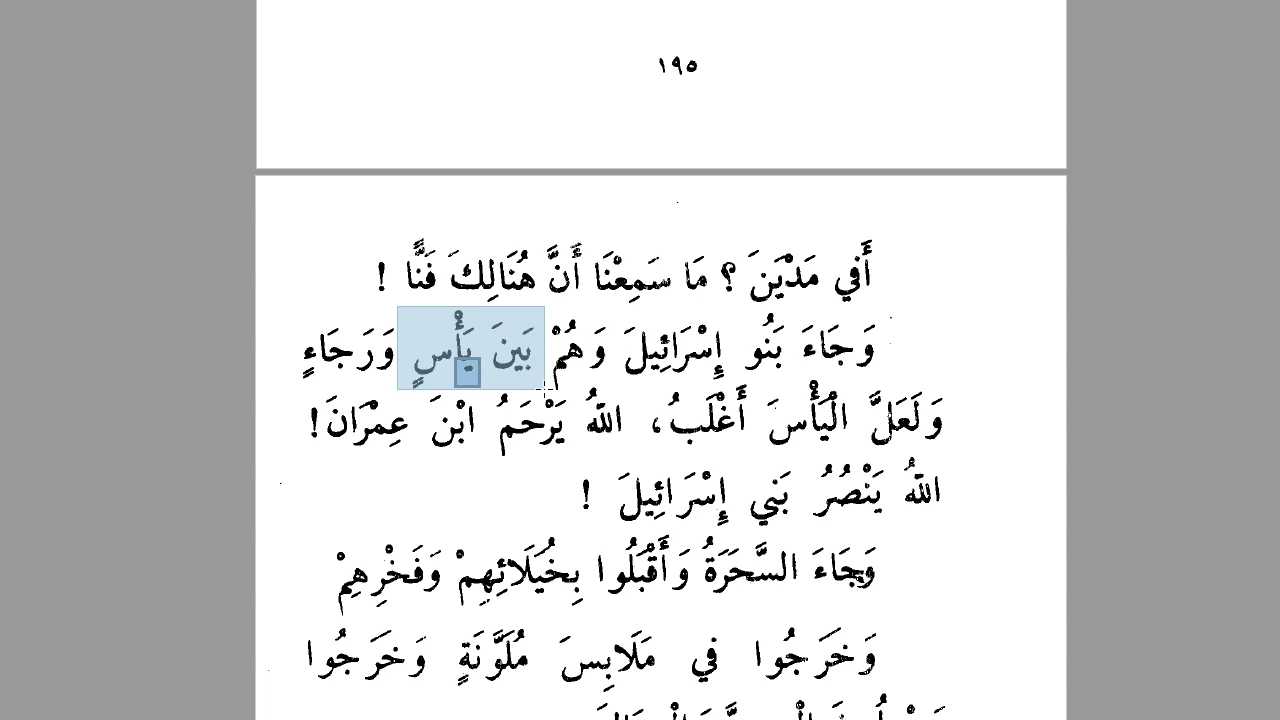 ١٩٥
أَفِي مَدْيَنَ ؟ مَا سَمِعْنَا أَنَّ هُنَالِكَ فَنًّا !
وَجَاءَ بَنُو إِسْرَائِيلَ وَهُمْ بَينَ يَأْسٍ وَرَجَاءٍ
وَلَعَلَّ الْيَأْسَ أَغْلَبُ، اللهُ يَرْحَمُ ابْنَ عِمْرَانَ!
اللهُ يَنْصُرُ بَنِي إِسْرَائِيلَ !
وَجَاءَ السَّحَرَةُ وَأَقْبَلُوا بِخُيَلَائِهِمْ وَفَخْرِهِمْ
وَخَرَجُوا فِي مَلَابِسَ مُلَوَّنَةٍ وَخَرَجُوا